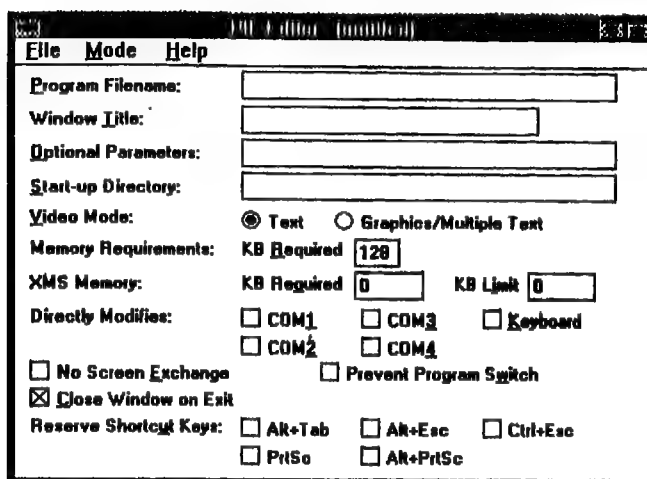 PIF Editor - (untitled)
File Mode Help
Program Filename:
Window Title:
Optional Parameters:
Start-up Directory:
Video Mode: Text Graphics/Multiple Text
Memory Requirements: KB Required 128
XMS Memory: KB Required 0 KB Limit 0
Directly Modifies: COM1 COM3 Keyboard
COM2 COM4
No Screen Exchange Prevent Program Switch
Close Window on Exit
Reserve Shortcut Keys: Alt+Tab Alt+Esc Ctrl+Esc
PrtSc Alt+PrtSc